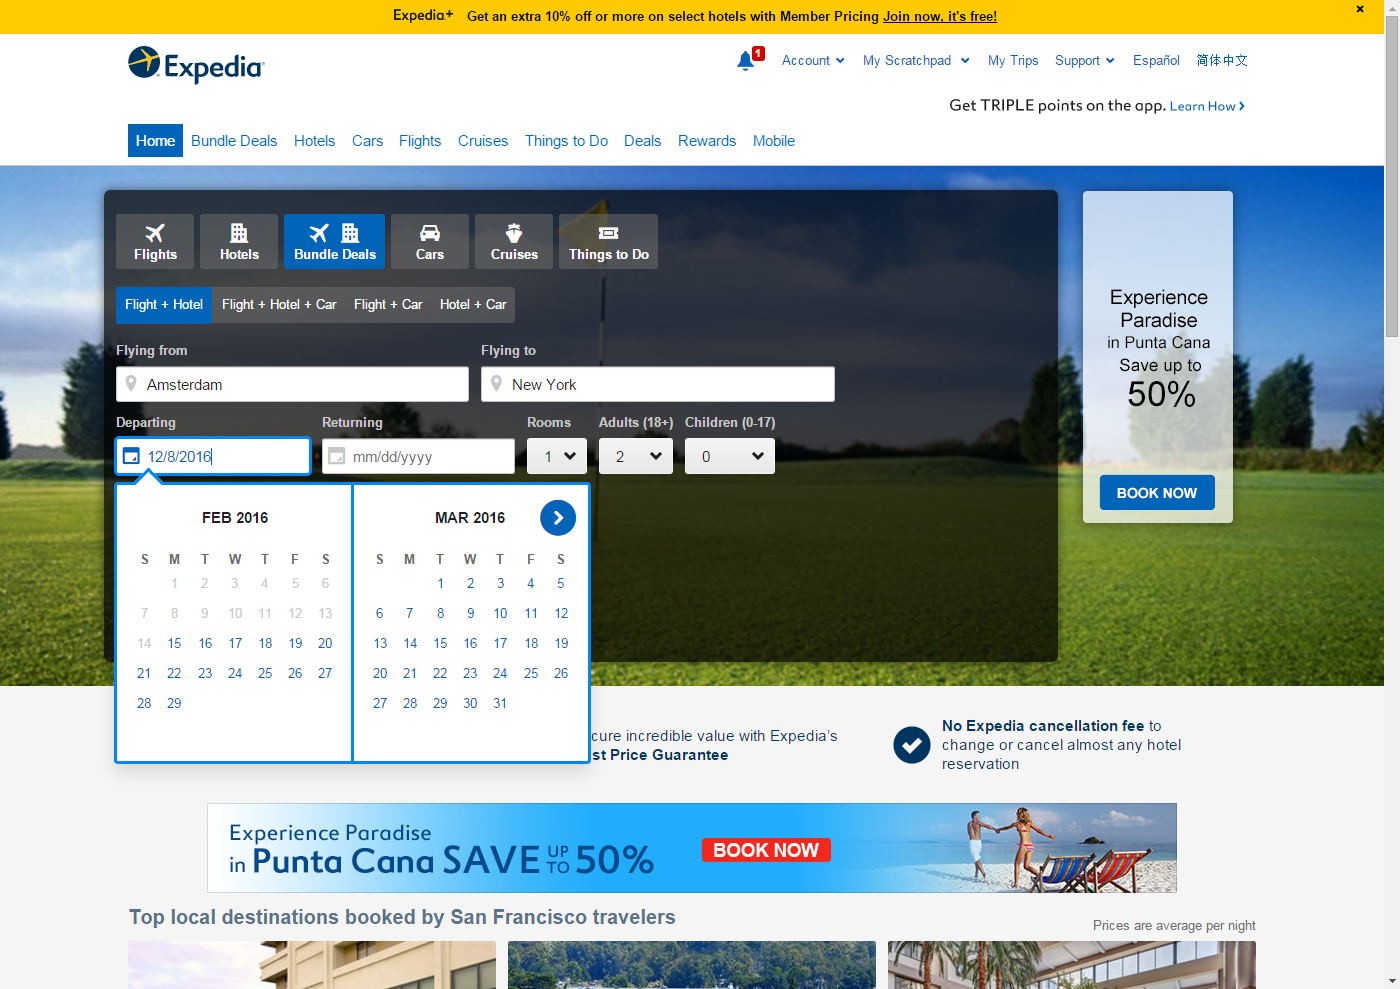 Expedia+ Get an extra 10% off or more on select hotels with Member Pricing Join now, it's free!
Expedia
1 Account My Scratchpad My Trips Support Español 简体中文
Get TRIPLE points on the app. Learn How
Home Bundle Deals Hotels Cars Flights Cruises Things to Do Deals Rewards Mobile
Flights Hotels Bundle Deals Cars Cruises Things to Do
Flight + Hotel Flight + Hotel + Car Flight + Car Hotel + Car
Flying from Flying to
Amsterdam New York
Departing Returning Rooms Adults (18+) Children (0-17)
12/8/2016 mm/dd/yyyy 1 2 0
FEB 2016
S M T W T F S
1 2 3 4 5 6
7 8 9 10 11 12 13
14 15 16 17 18 19 20
21 22 23 24 25 26 27
28 29
MAR 2016
S M T W T F S
1 2 3 4 5
6 7 8 9 10 11 12
13 14 15 16 17 18 19
20 21 22 23 24 25 26
27 28 29 30 31
Experience
Paradise
in Punta Cana
Save up to
50%
BOOK NOW
cure incredible value with Expedia's
st Price Guarantee
No Expedia cancellation fee to
change or cancel almost any hotel
reservation
Experience Paradise
in Punta Cana SAVE UP TO 50%
BOOK NOW
Top local destinations booked by San Francisco travelers
Prices are average per night